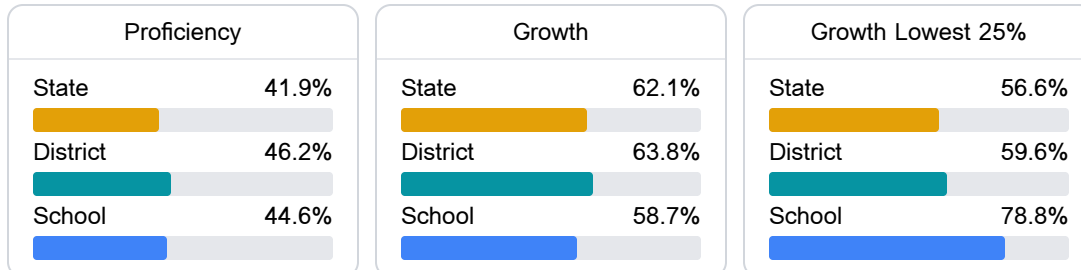 Proficiency
State 41.9%
District 46.2%
School 44.6%
Growth
State 62.1%
District 63.8%
School 58.7%
Growth Lowest 25%
State 56.6%
District 59.6%
School 78.8%